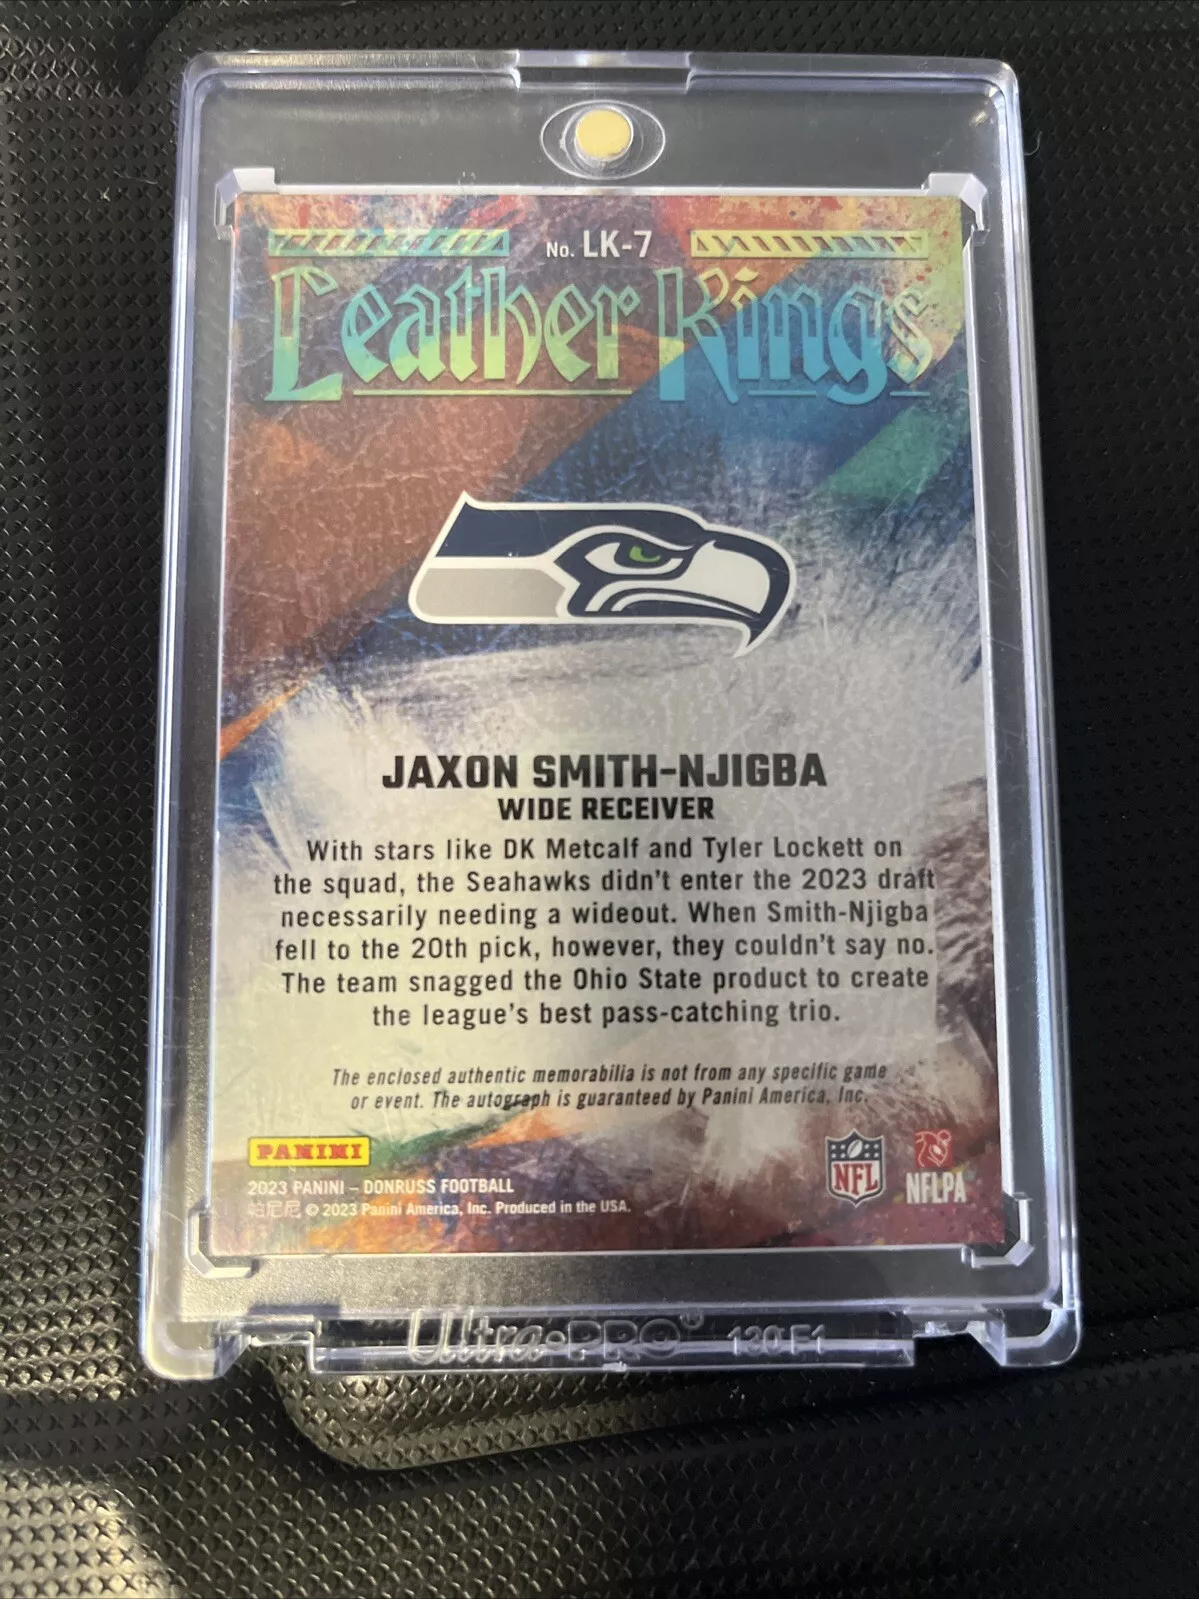 No. LK-7
Leather Kings
JAXON SMITH-NJIGBA
WIDE RECEIVER
With stars like DK Metcalf and Tyler Lockett on
the squad, the Seahawks didn't enter the 2023 draft
necessarily needing a wideout. When Smith-Njigba
fell to the 20th pick, however, they couldn't say no.
The team snagged the Ohio State product to create
the league's best pass-catching trio.
The enclosed authentic memorabilia is not from any specific game
or event. The autograph is guaranteed by Panini America, Inc.
PANINI
2023 PANINI – DONRUSS FOOTBALL
帕尼尼 © 2023 Panini America, Inc. Produced in the USA.
NFL
NFLPA
Ultra•PRO® 130 F1